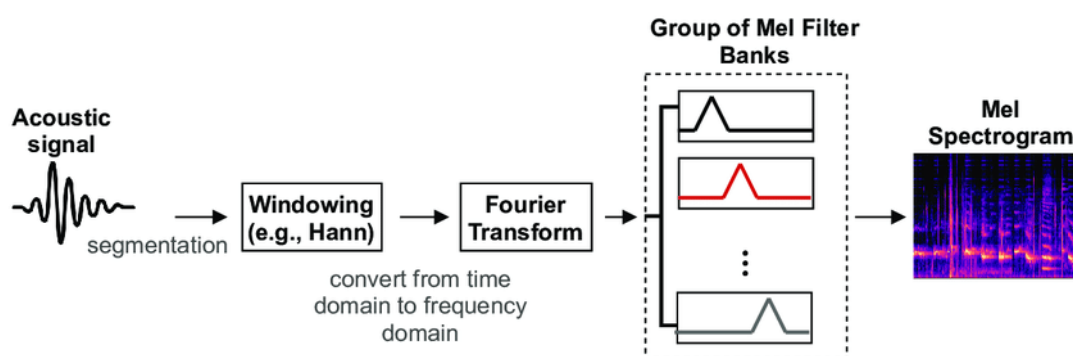 Group of Mel Filter
Banks
Acoustic
signal
Mel
Spectrogram
segmentation
Windowing
(e.g., Hann)
Fourier
Transform
convert from time
domain to frequency
domain